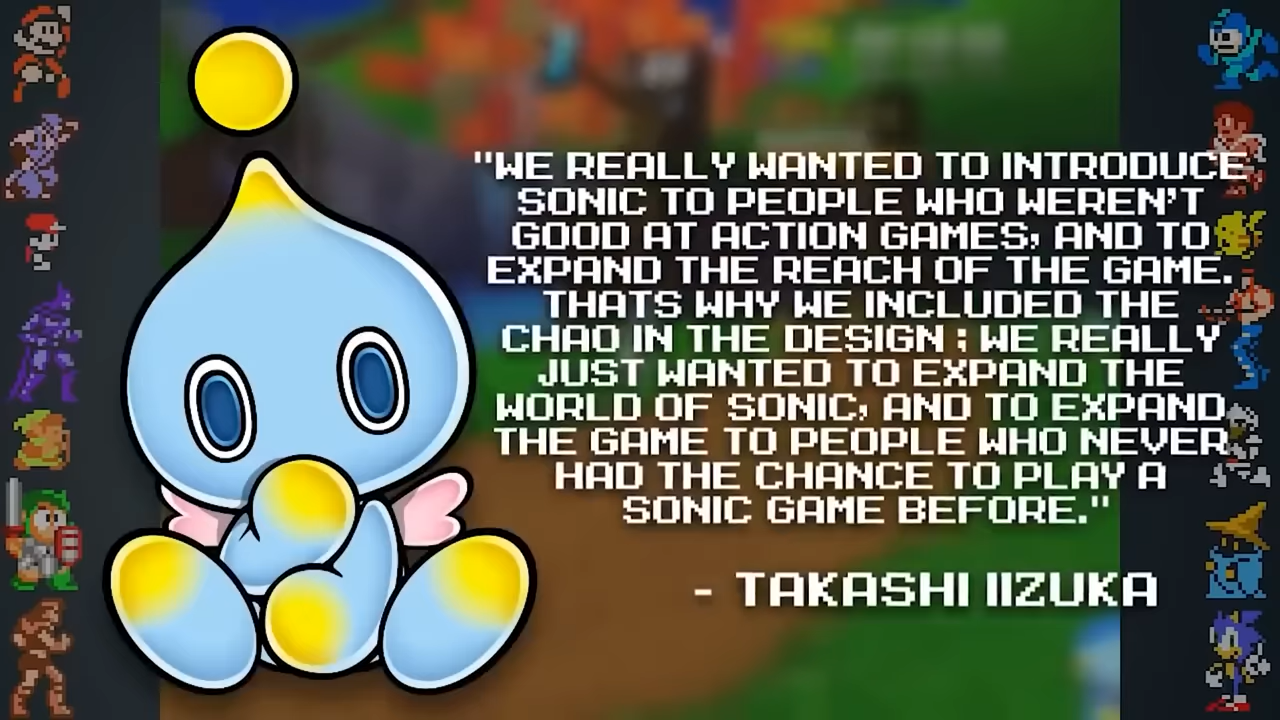 "WE REALLY WANTED TO INTRODUCE
SONIC TO PEOPLE WHO WEREN'T
GOOD AT ACTION GAMES, AND TO
EXPAND THE REACH OF THE GAME.
THATS WHY WE INCLUDED THE
CHAO IN THE DESIGN ; WE REALLY
JUST WANTED TO EXPAND THE
WORLD OF SONIC, AND TO EXPAND
THE GAME TO PEOPLE WHO NEVER
HAD THE CHANCE TO PLAY A
SONIC GAME BEFORE."
- TAKASHI IIZUKA